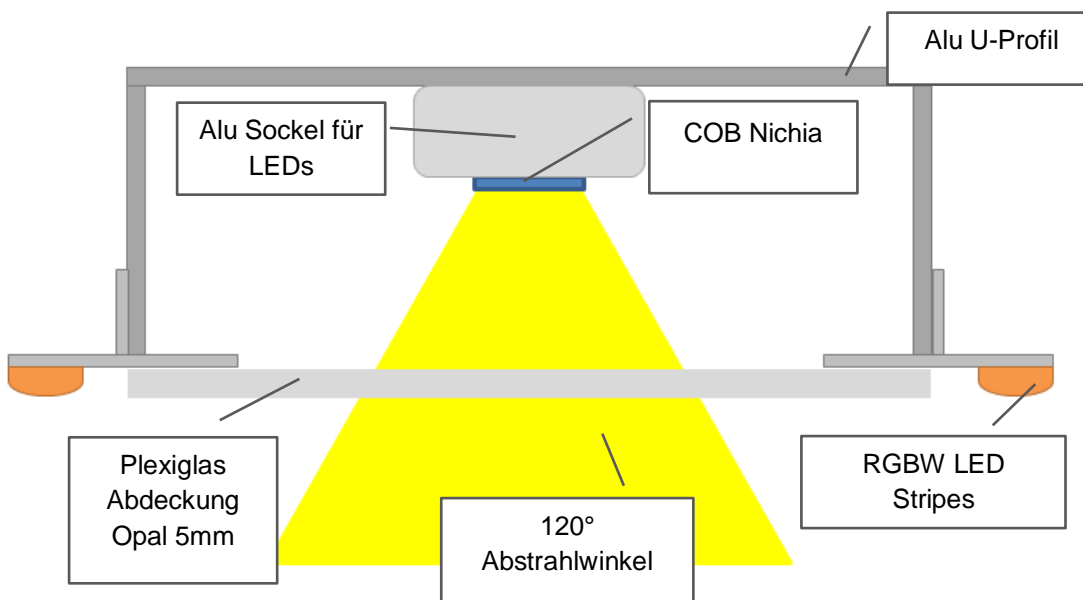 Alu U-Profil
Alu Sockel für
LEDs
COB Nichia
Plexiglas
Abdeckung
Opal 5mm
120°
Abstrahlwinkel
RGBW LED
Stripes